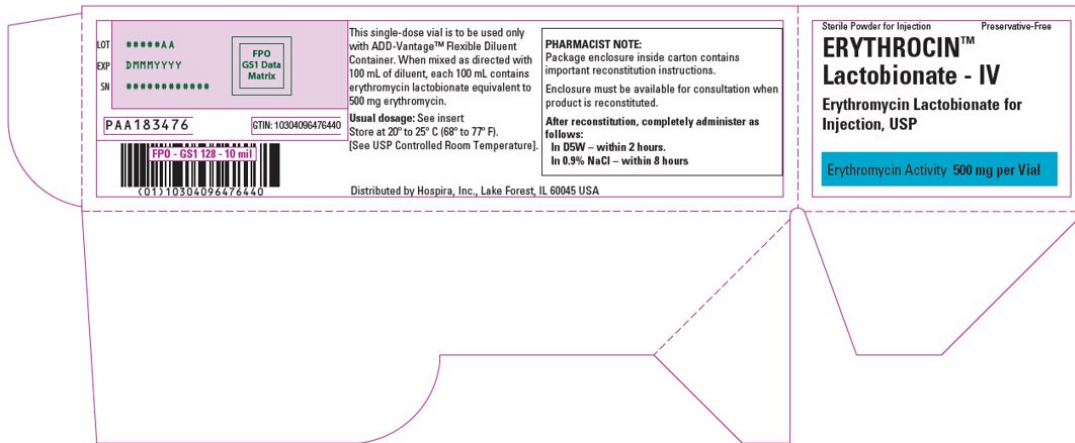 LOT *****AA
EXP DMMMYYYY
SN ************
FPO
GS1 Data
Matrix
PAA183476
GTIN: 10304096476440
FPO - GS1 128 - 10 mil
(01)10304096476440
This single-dose vial is to be used only
with ADD-Vantage™ Flexible Diluent
Container. When mixed as directed with
100 mL of diluent, each 100 mL contains
erythromycin lactobionate equivalent to
500 mg erythromycin.
Usual dosage: See insert
Store at 20° to 25° C (68° to 77° F).
[See USP Controlled Room Temperature].
Distributed by Hospira, Inc., Lake Forest, IL 60045 USA
PHARMACIST NOTE:
Package enclosure inside carton contains
important reconstitution instructions.
Enclosure must be available for consultation when
product is reconstituted.
After reconstitution, completely administer as
follows:
In D5W – within 2 hours.
In 0.9% NaCl – within 8 hours
Sterile Powder for Injection Preservative-Free
ERYTHROCIN™
Lactobionate - IV
Erythromycin Lactobionate for
Injection, USP
Erythromycin Activity 500 mg per Vial